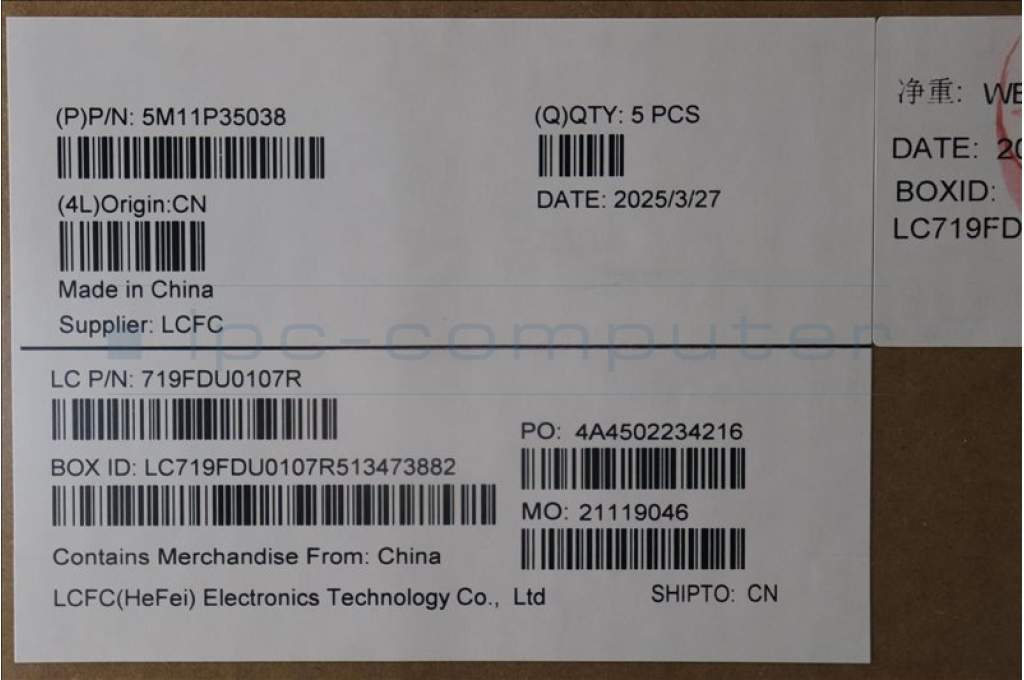 (P)P/N: 5M11P35038
(Q)QTY: 5 PCS
(4L)Origin:CN
DATE: 2025/3/27
Made in China
Supplier: LCFC
LC P/N: 719FDU0107R
PO: 4A4502234216
BOX ID: LC719FDU0107R513473882
MO: 21119046
Contains Merchandise From: China
LCFC(HeFei) Electronics Technology Co., Ltd
SHIPTO: CN
净重:
DATE:
BOXID:
LC719FD
ipc-computer